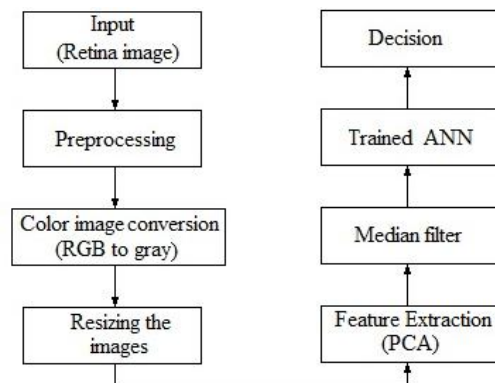 Input
(Retina image)
Preprocessing
Color image conversion
(RGB to gray)
Resizing the
images
Decision
Trained ANN
Median filter
Feature Extraction
(PCA)